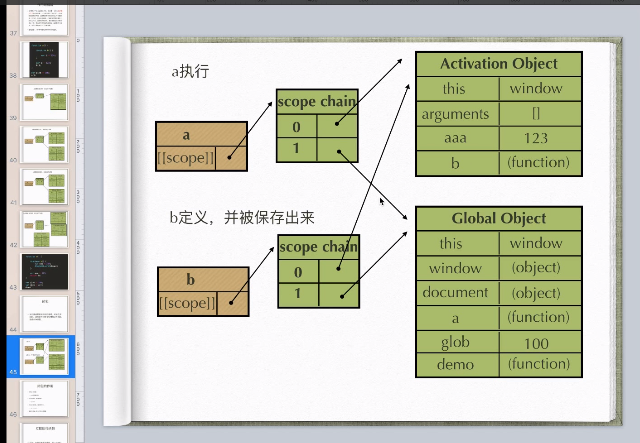 a执行
a
[[scope]]
scope chain
0
1
Activation Object
this window
arguments []
aaa 123
b (function)
b定义，并被保存出来
b
[[scope]]
scope chain
0
1
Global Object
this window
window (object)
document (object)
a (function)
glob 100
demo (function)
37
38
39
40
41
42
43
44
45
46